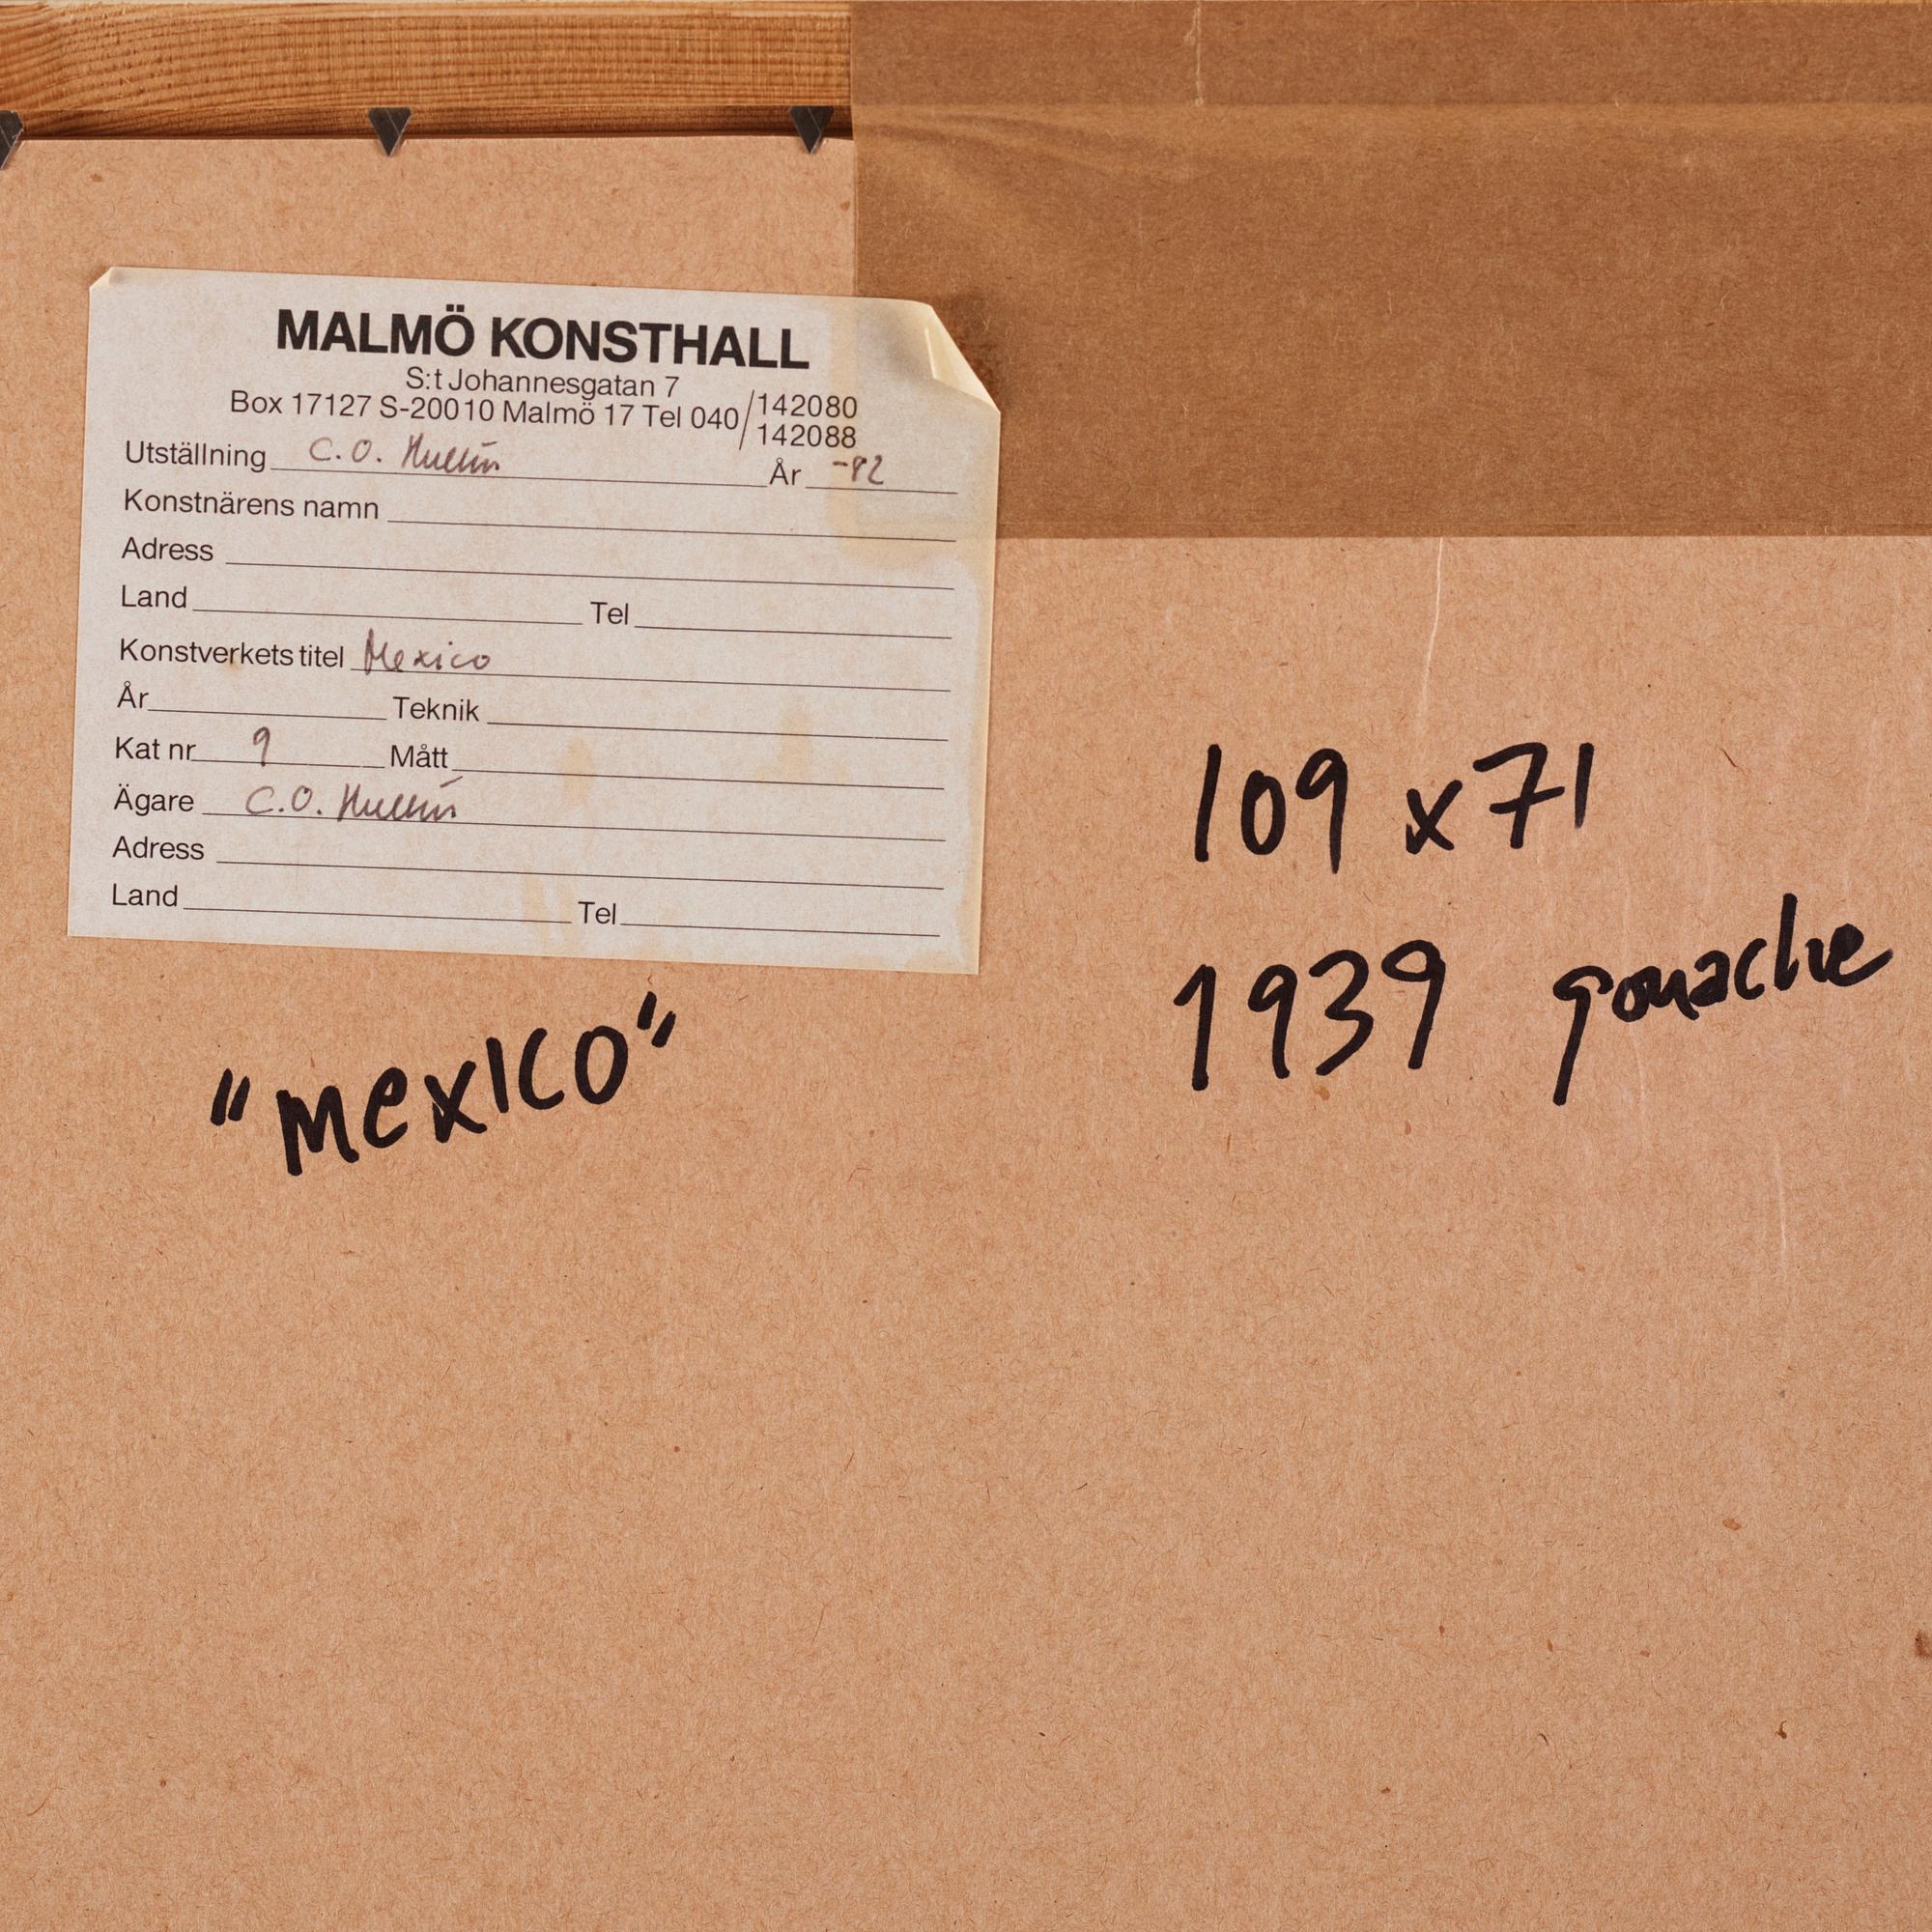 MALMÖ KONSTHALL
S:t Johannesgatan 7
Box 17127 S-20010 Malmö 17 Tel 040/142080
142088
Utställning C.O. Hultén År -82
Konstnärens namn
Adress
Land Tel
Konstverkets titel Mexico
År Teknik
Kat nr 9 Mått
Ägare C.O. Hultén
Adress
Land Tel
"MEXICO"
109 x 71
1939 gouache